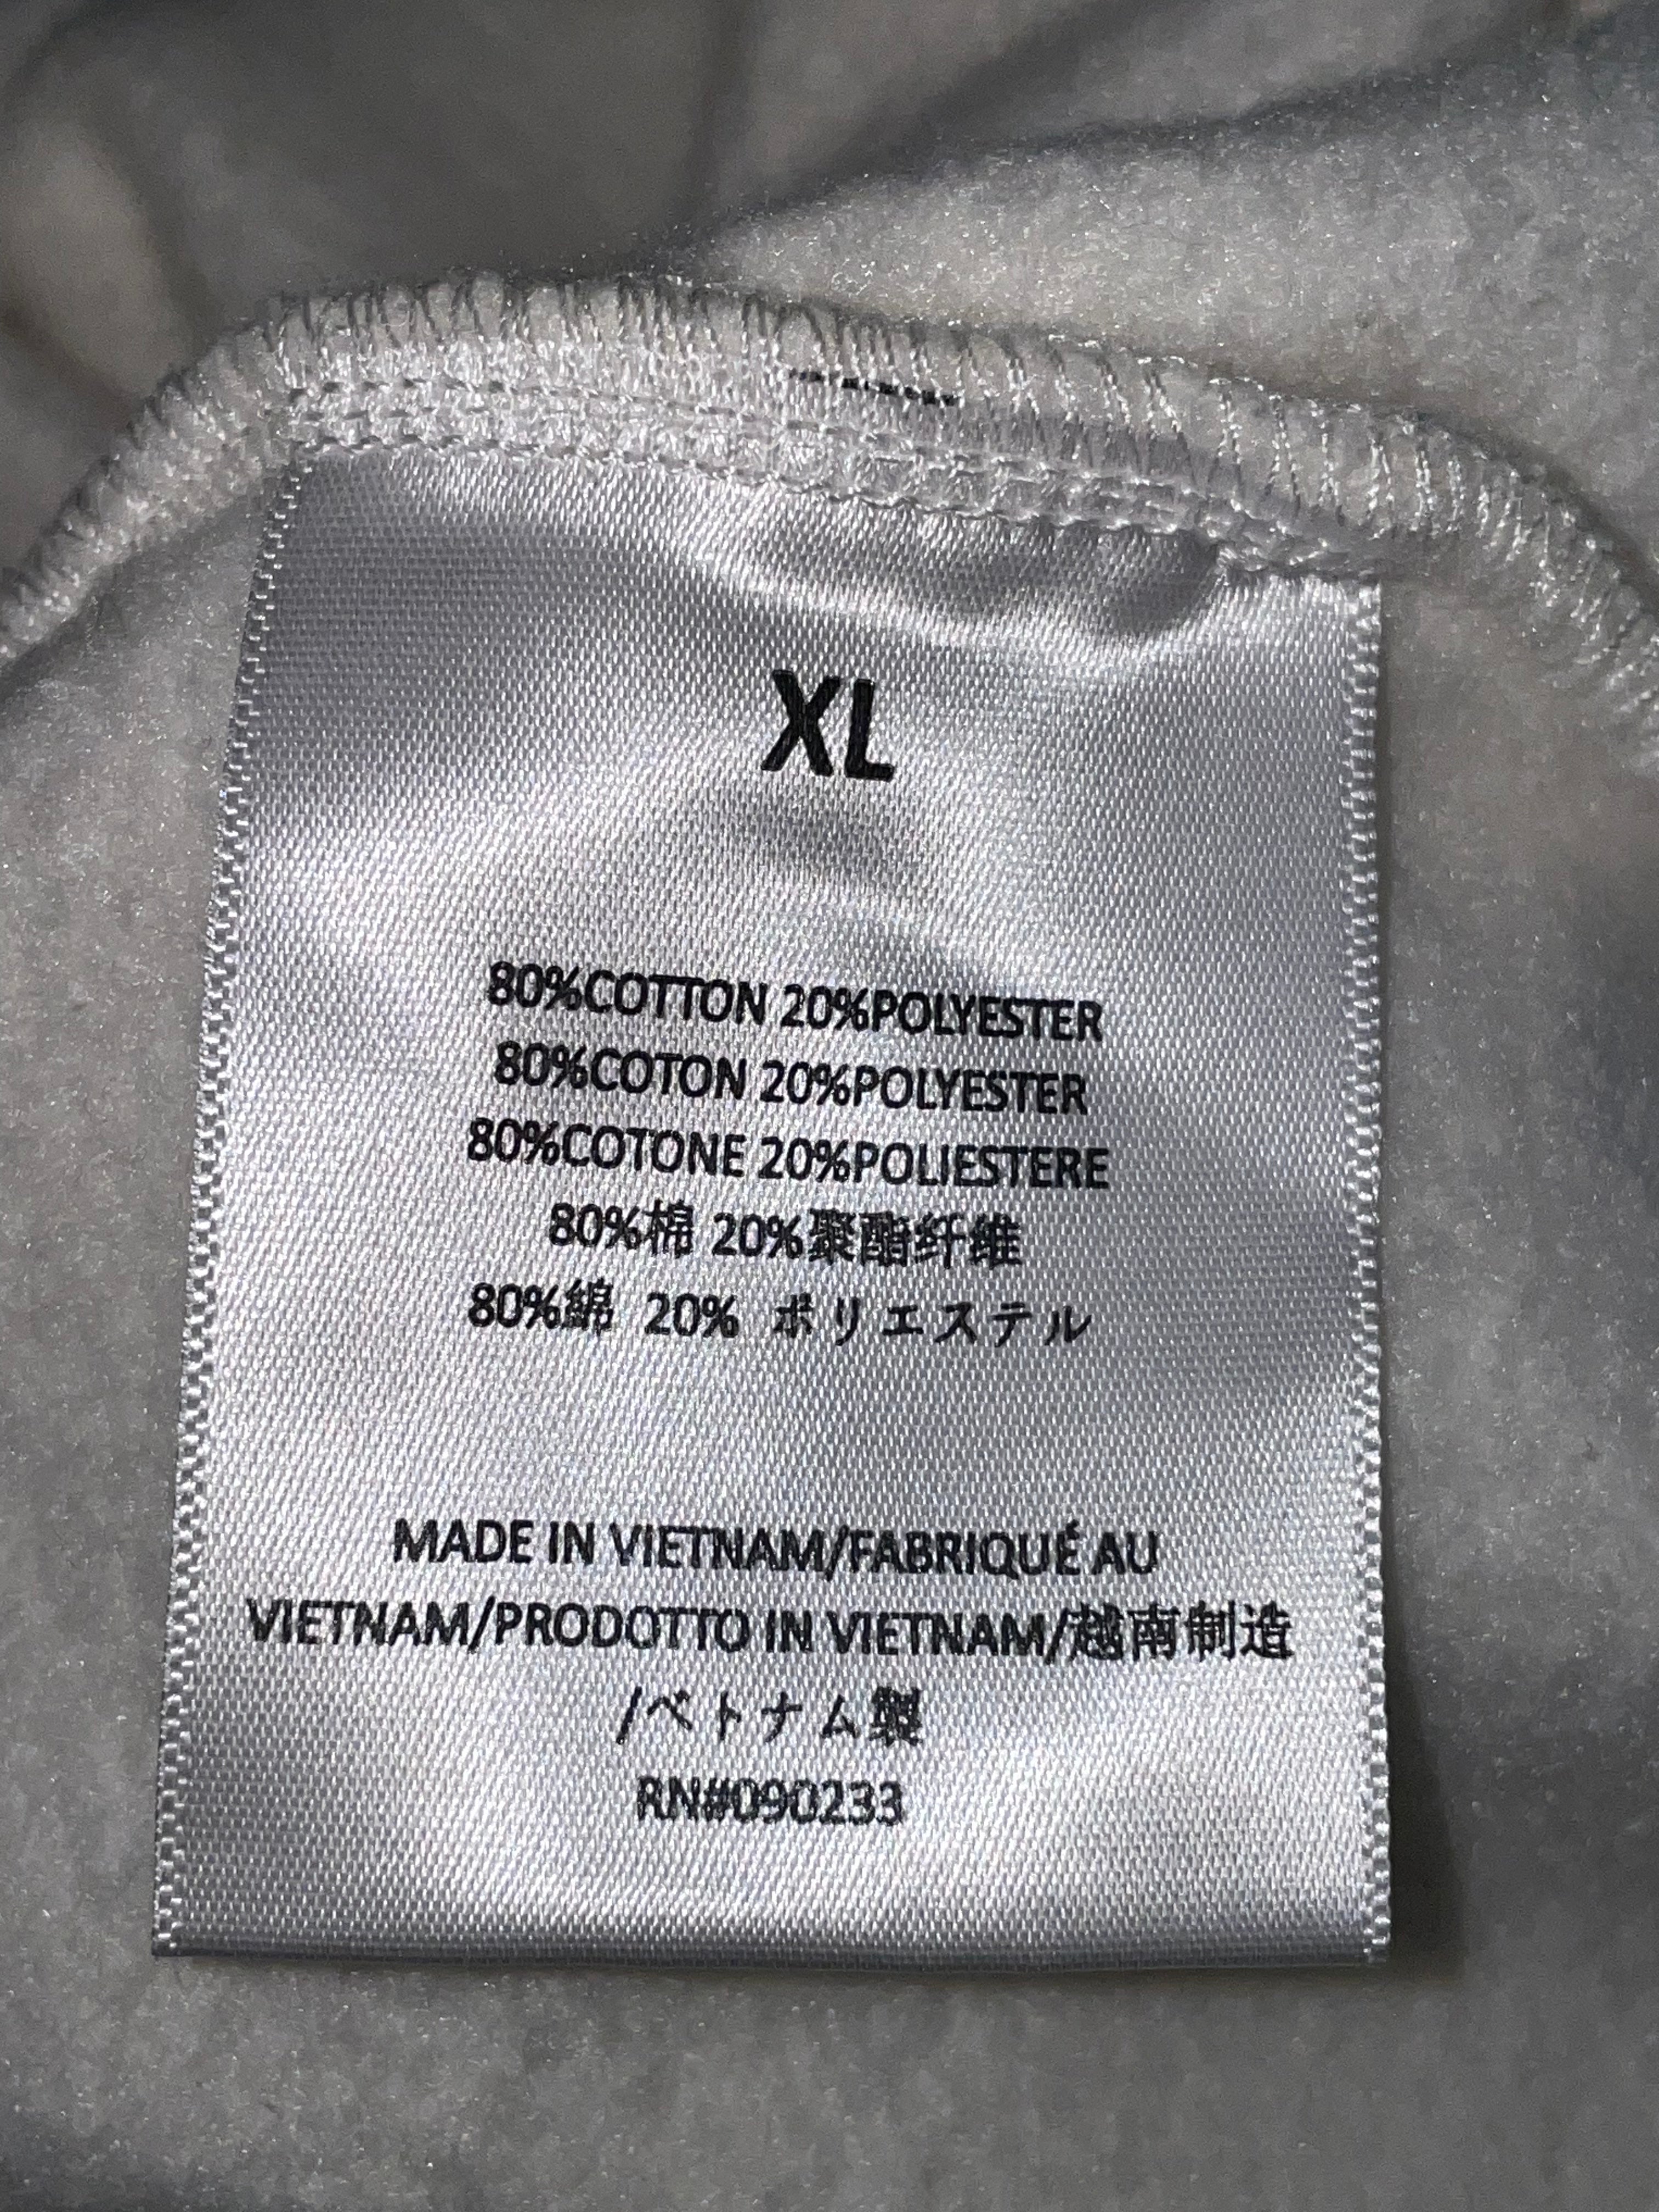 XL
80%COTTON 20%POLYESTER
80%COTON 20%POLYESTER
80%COTONE 20%POLIESTERE
80%棉 20%聚酯纤维
80%綿 20% ポリエステル
MADE IN VIETNAM/FABRIQUÉ AU
VIETNAM/PRODOTTO IN VIETNAM/越南制造
/ベトナム製
RN#090233